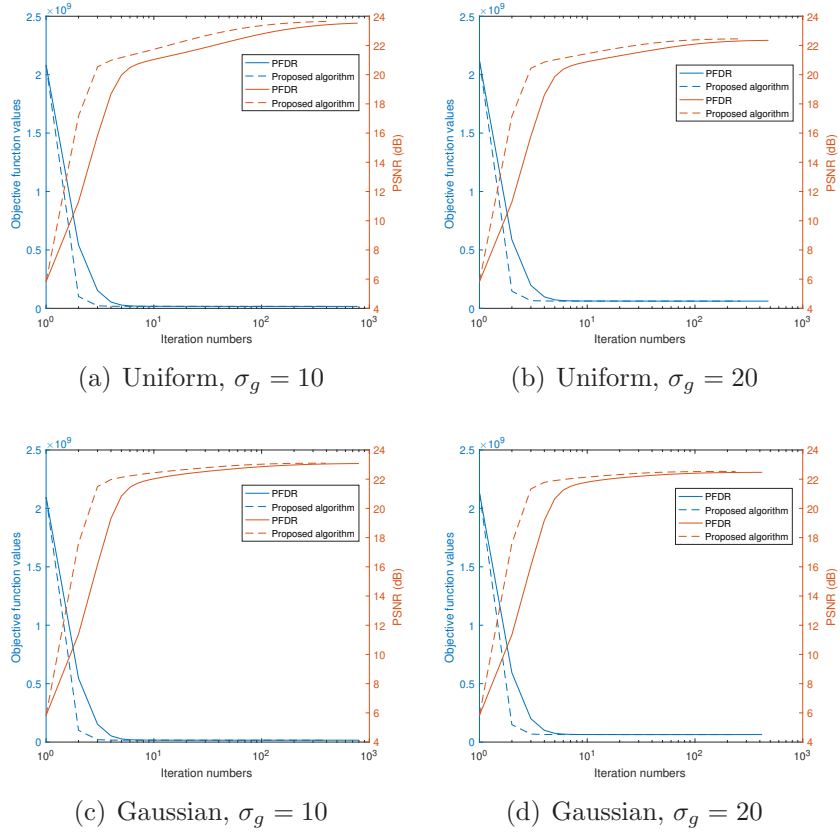 ×10⁹
2.5
2
1.5
1
0.5
0
Objective function values
24
22
20
18
16
14
12
10
8
6
4
PSNR (dB)
PFDR
Proposed algorithm
PFDR
Proposed algorithm
10⁰ 10¹ 10² 10³
Iteration numbers
(a) Uniform, σg = 10
×10⁹
2.5
2
1.5
1
0.5
0
Objective function values
24
22
20
18
16
14
12
10
8
6
4
PSNR (dB)
PFDR
Proposed algorithm
PFDR
Proposed algorithm
10⁰ 10¹ 10² 10³
Iteration numbers
(b) Uniform, σg = 20
×10⁹
2.5
2
1.5
1
0.5
0
Objective function values
24
22
20
18
16
14
12
10
8
6
4
PSNR (dB)
PFDR
Proposed algorithm
PFDR
Proposed algorithm
10⁰ 10¹ 10² 10³
Iteration numbers
(c) Gaussian, σg = 10
×10⁹
2.5
2
1.5
1
0.5
0
Objective function values
24
22
20
18
16
14
12
10
8
6
4
PSNR (dB)
PFDR
Proposed algorithm
PFDR
Proposed algorithm
10⁰ 10¹ 10² 10³
Iteration numbers
(d) Gaussian, σg = 20